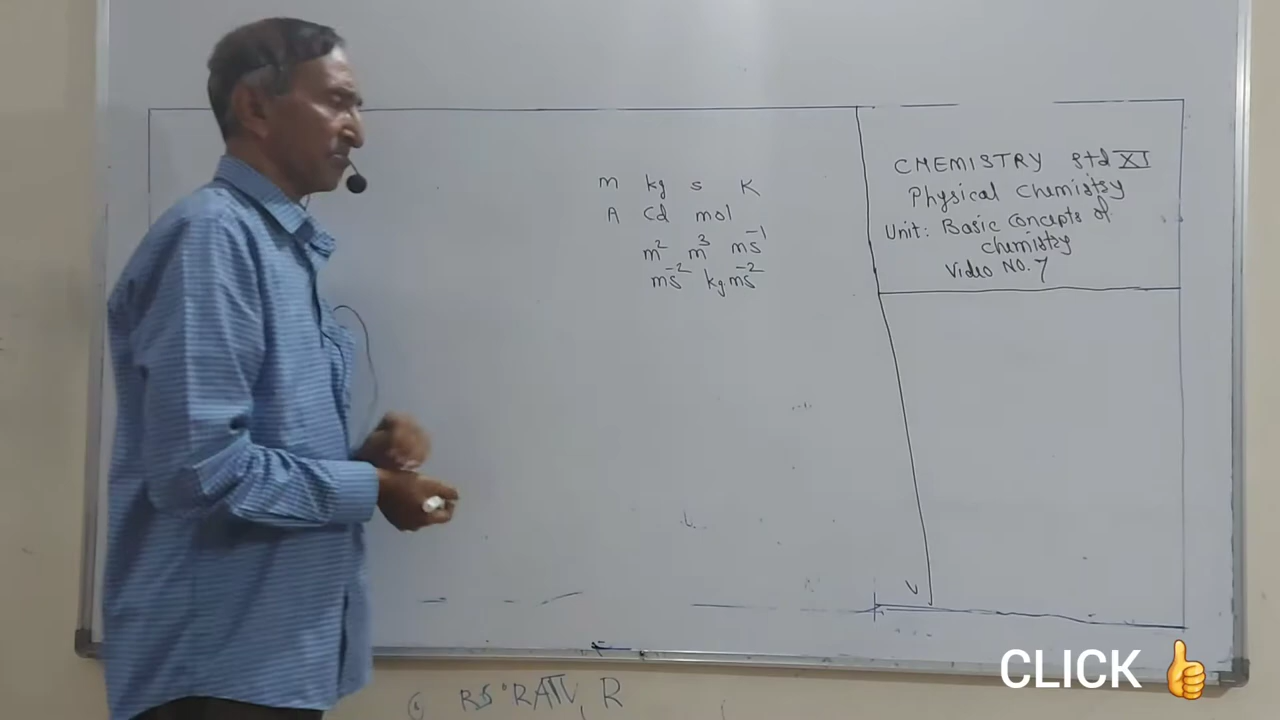 m kg s K
A Cd mol
m² m³ ms⁻¹
ms⁻² kg.ms⁻²
CHEMISTRY std XI
Physical Chemistry
Unit: Basic Concepts of
chemistry
Video No. 7
CLICK